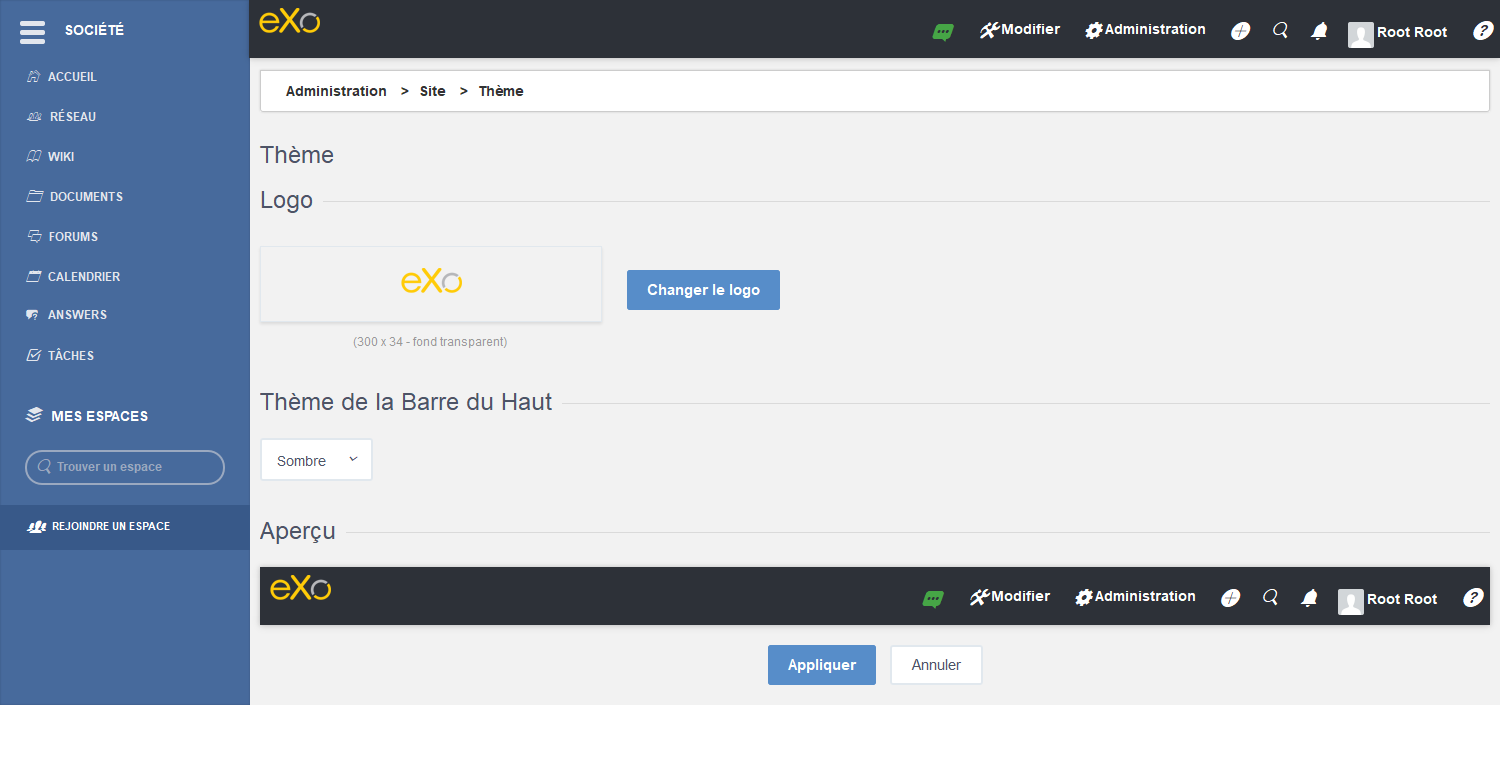 SOCIÉTÉ
eXo
Modifier
Administration
Root Root
?
ACCUEIL
RÉSEAU
WIKI
DOCUMENTS
FORUMS
CALENDRIER
ANSWERS
TÂCHES
MES ESPACES
Trouver un espace
REJOINDRE UN ESPACE
Administration > Site > Thème
Thème
Logo
eXo
Changer le logo
(300 x 34 - fond transparent)
Thème de la Barre du Haut
Sombre
Aperçu
eXo
Modifier
Administration
Root Root
?
Appliquer
Annuler